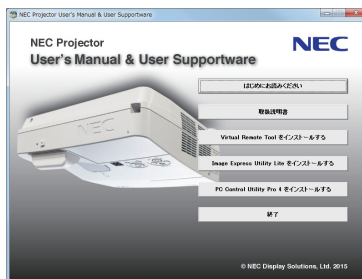 NEC Projector User's Manual & User Supportware
NEC Projector
User's Manual & User Supportware
NEC
はじめにお読みください
取扱説明書
NEC
Virtual Remote Tool をインストールする
Image Express Utility Lite をインストールする
PC Control Utility Pro 4 をインストールする
終了
© NEC Display Solutions, Ltd. 2015